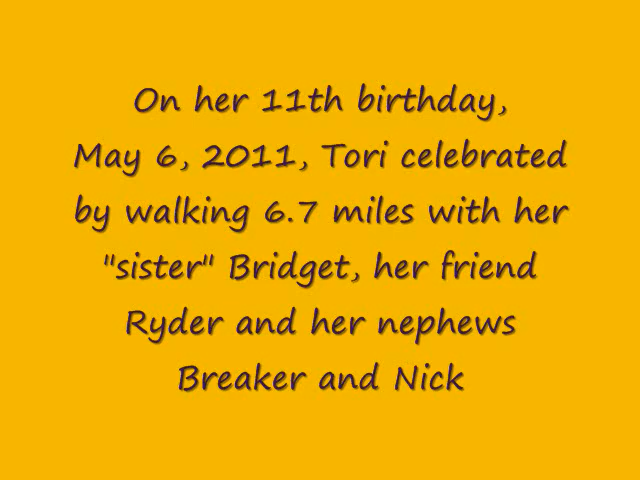 On her 11th birthday,
May 6, 2011, Tori celebrated
by walking 6.7 miles with her
"sister" Bridget, her friend
Ryder and her nephews
Breaker and Nick